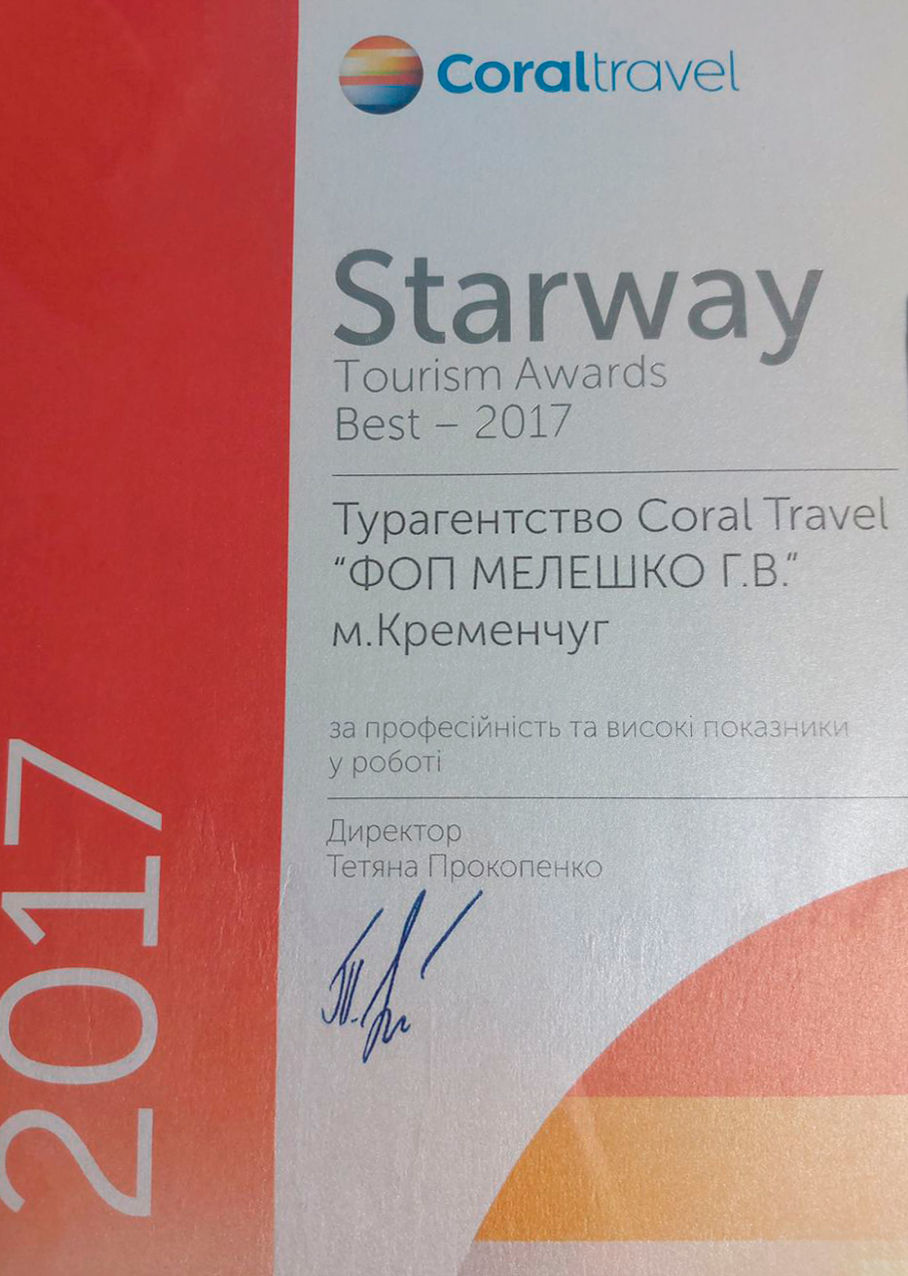 Coraltravel
Starway
Tourism Awards
Best – 2017
Турагентство Coral Travel
"ФОП МЕЛЕШКО Г.В."
м.Кременчуг
за професійність та високі показники
у роботі
Директор
Тетяна Прокопенко
2017